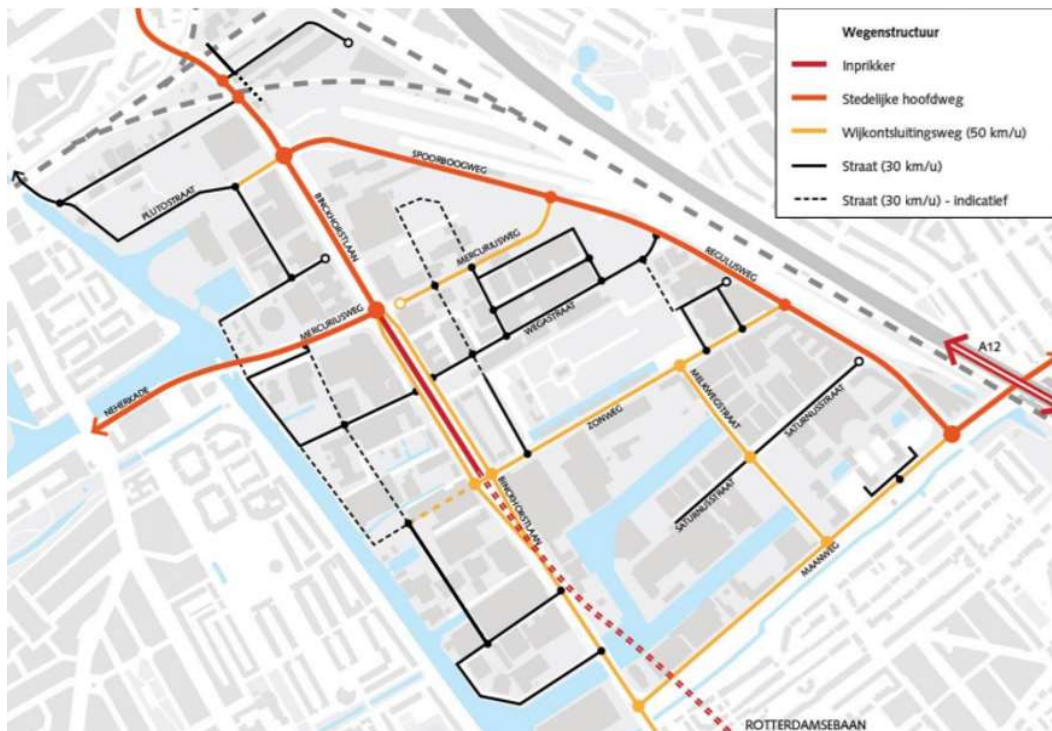 Wegenstructuur
Inprikker
Stedelijke hoofdweg
Wijkontsluitingsweg (50 km/u)
Straat (30 km/u)
Straat (30 km/u) - indicatief
SPOORBOOGWEG
PLUTOSTRAAT
BINCKHORSTLAAN
MERCURIUSWEG
REGULUSWEG
MERCURIUSWEG
WEGASTRAAT
A12
NEHERKADE
MELKWEGSTRAAT
ZONWEG
SATURNUSSTRAAT
SATURNUSSTRAAT
BINCKHORSTLAAN
MAANWEG
ROTTERDAMSEBAAN